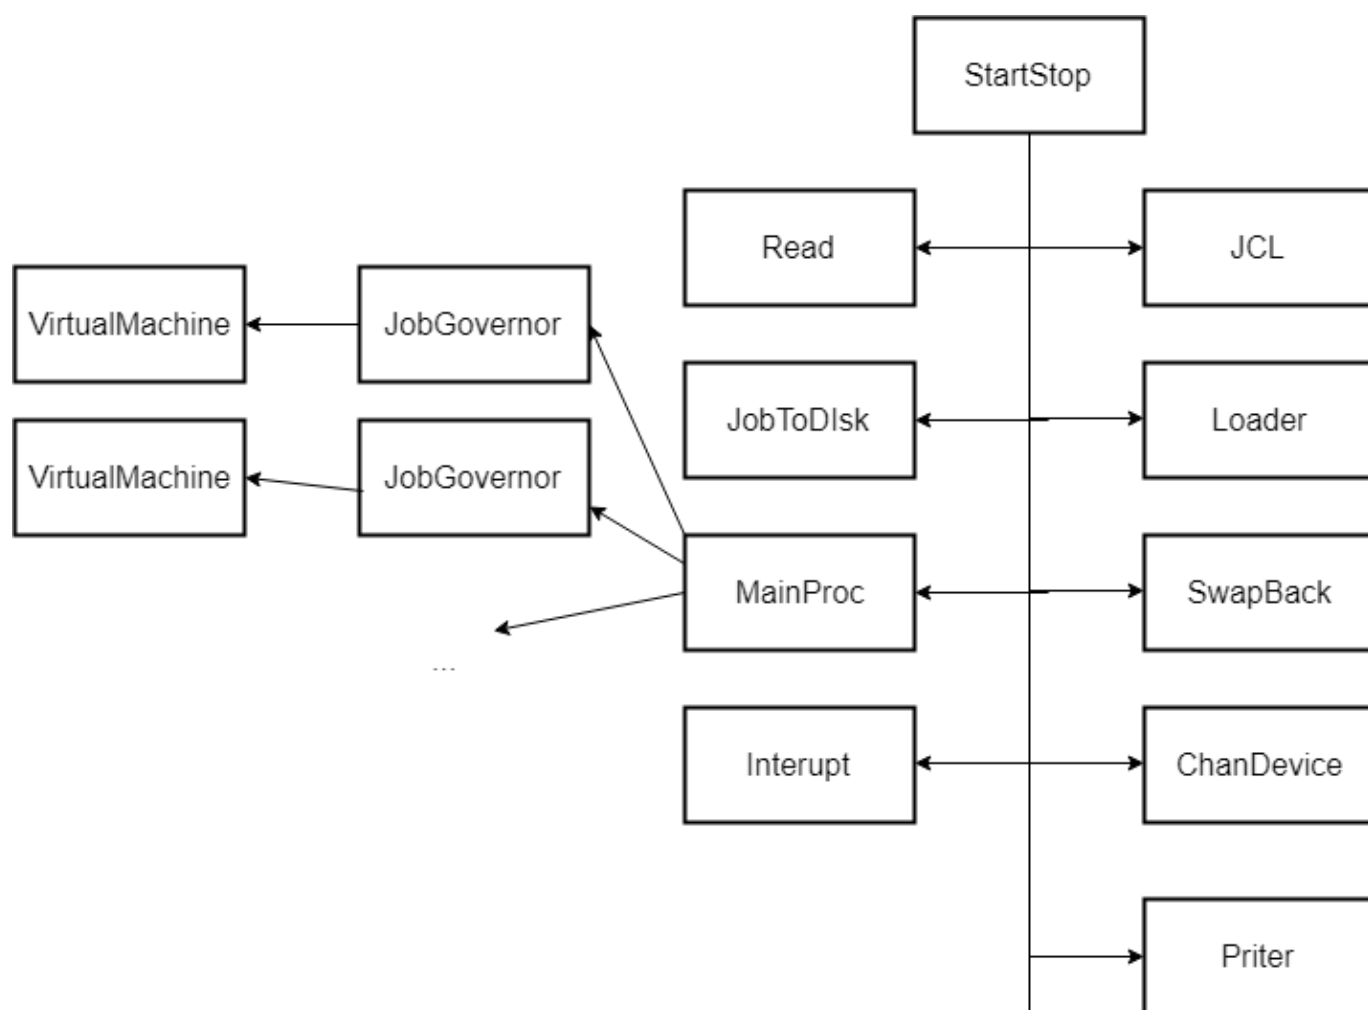 StartStop
Read
JCL
VirtualMachine
JobGovernor
JobToDIsk
Loader
VirtualMachine
JobGovernor
MainProc
SwapBack
...
Interupt
ChanDevice
Priter